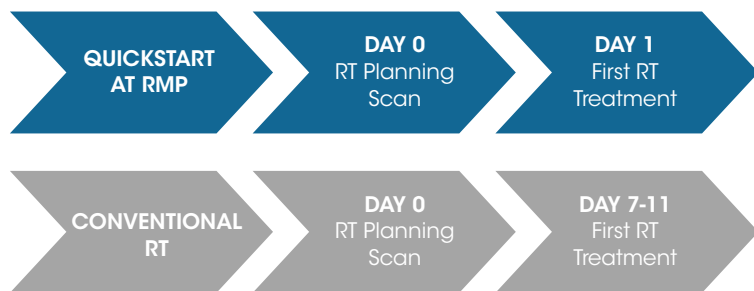 QUICKSTART
AT RMP
DAY 0
RT Planning
Scan
DAY 1
First RT
Treatment
CONVENTIONAL
RT
DAY 0
RT Planning
Scan
DAY 7-11
First RT
Treatment